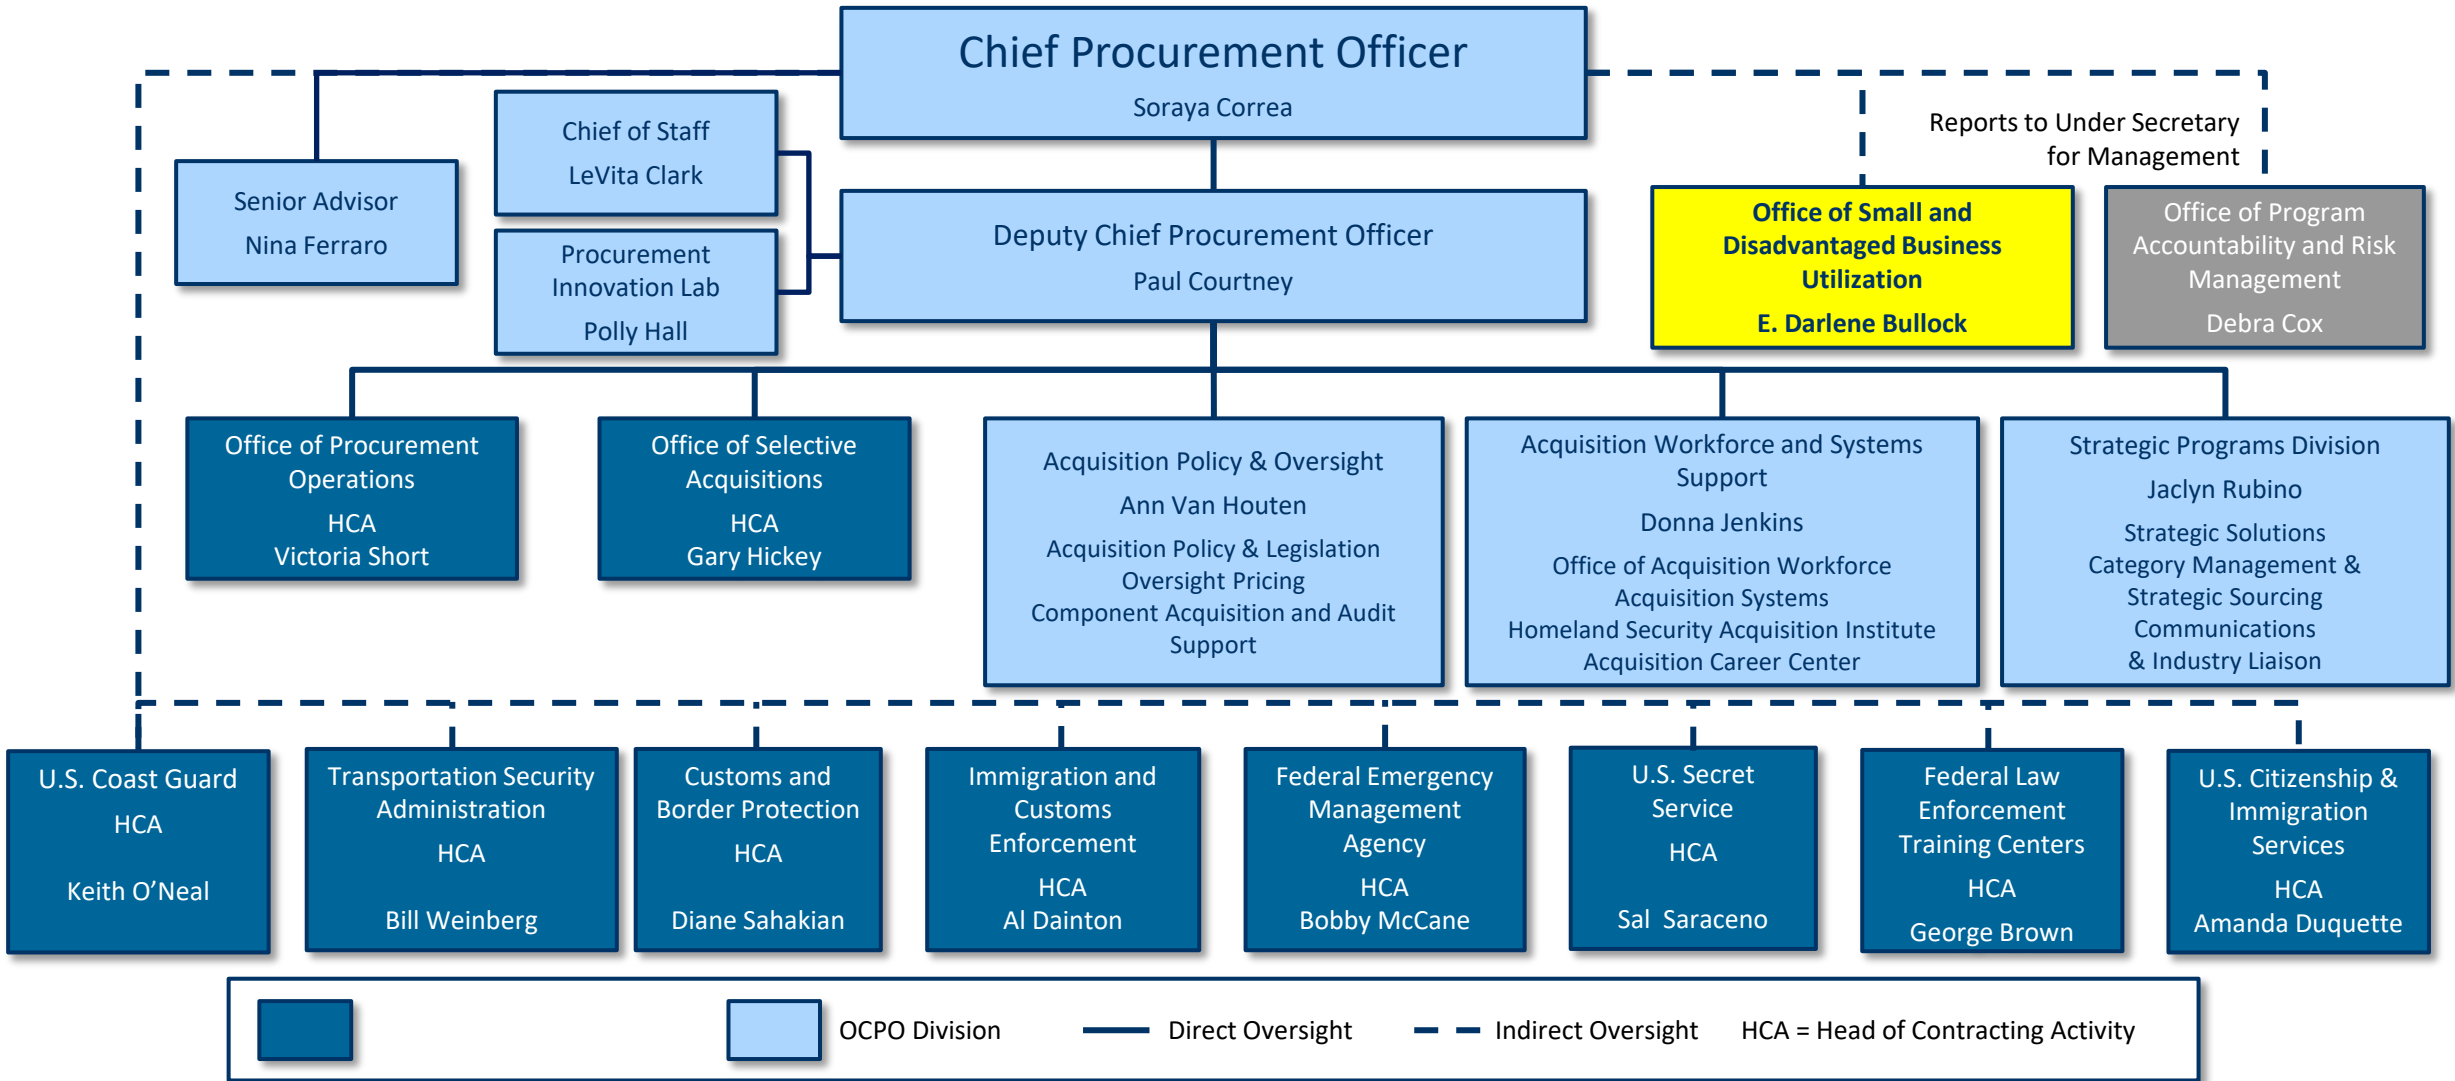 Chief Procurement Officer
Soraya Correa
Chief of Staff
LeVita Clark
Senior Advisor
Nina Ferraro
Procurement
Innovation Lab
Polly Hall
Deputy Chief Procurement Officer
Paul Courtney
Reports to Under Secretary
for Management
Office of Small and
Disadvantaged Business
Utilization
E. Darlene Bullock
Office of Program
Accountability and Risk
Management
Debra Cox
Office of Procurement
Operations
HCA
Victoria Short
Office of Selective
Acquisitions
HCA
Gary Hickey
Acquisition Policy & Oversight
Ann Van Houten
Acquisition Policy & Legislation
Oversight Pricing
Component Acquisition and Audit
Support
Acquisition Workforce and Systems
Support
Donna Jenkins
Office of Acquisition Workforce
Acquisition Systems
Homeland Security Acquisition Institute
Acquisition Career Center
Strategic Programs Division
Jaclyn Rubino
Strategic Solutions
Category Management &
Strategic Sourcing
Communications
& Industry Liaison
U.S. Coast Guard
HCA
Keith O’Neal
Transportation Security
Administration
HCA
Bill Weinberg
Customs and
Border Protection
HCA
Diane Sahakian
Immigration and
Customs
Enforcement
HCA
Al Dainton
Federal Emergency
Management
Agency
HCA
Bobby McCane
U.S. Secret
Service
HCA
Sal Saraceno
Federal Law
Enforcement
Training Centers
HCA
George Brown
U.S. Citizenship &
Immigration
Services
HCA
Amanda Duquette
OCPO Division
Direct Oversight
Indirect Oversight
HCA = Head of Contracting Activity